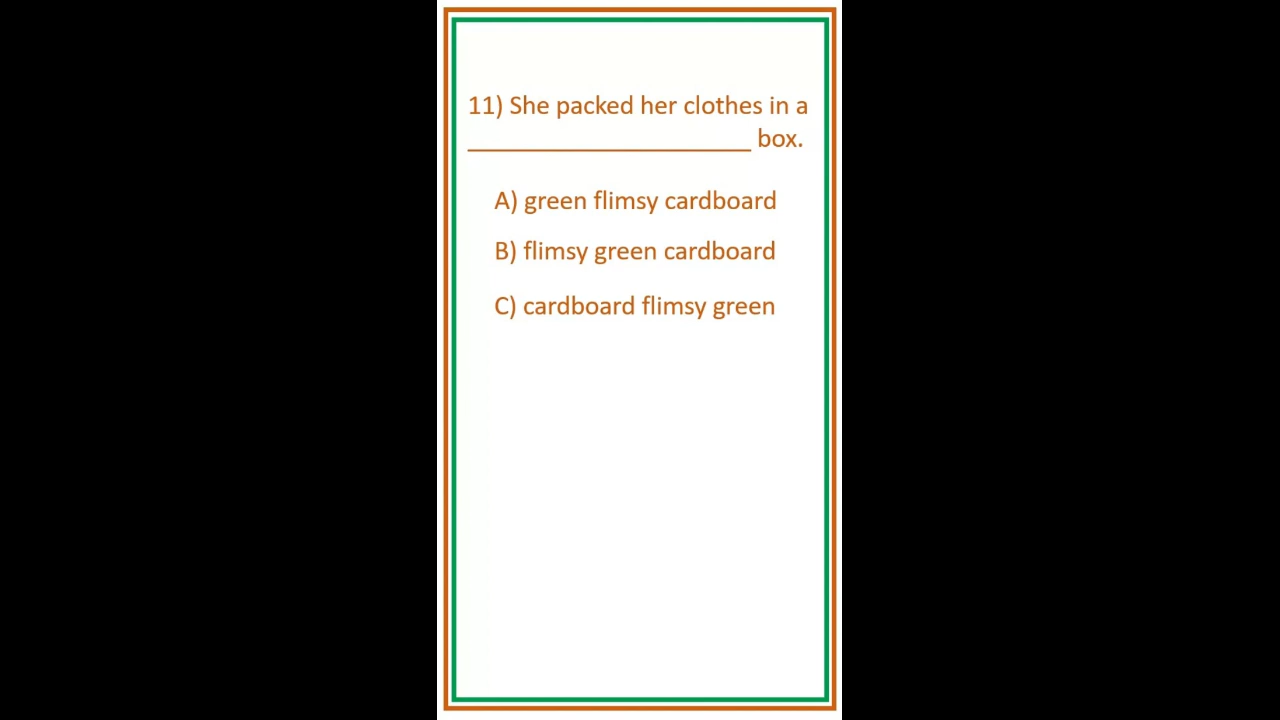 11) She packed her clothes in a
______________________ box.
A) green flimsy cardboard
B) flimsy green cardboard
C) cardboard flimsy green